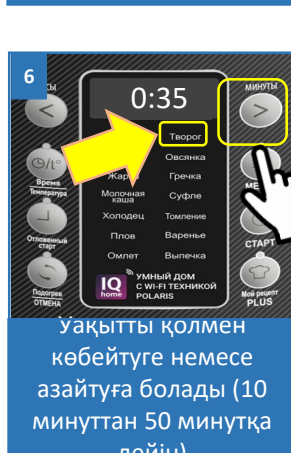 6
МИНУТЫ
0:35
Творог
Овсянка
Гречка
Молочная каша
Суфле
Холодец
Томление
Плов
Варенье
Омлет
Выпечка
Время
Температура
Отложенный старт
СТАРТ
Подогрев
ОТМЕНА
Мой рецепт
PLUS
IQ home
УМНЫЙ ДОМ
С WI-FI ТЕХНИКОЙ
POLARIS
Уақытты қолмен
көбейтуге немесе
азайтуға болады (10
минуттан 50 минутқа
дейін)